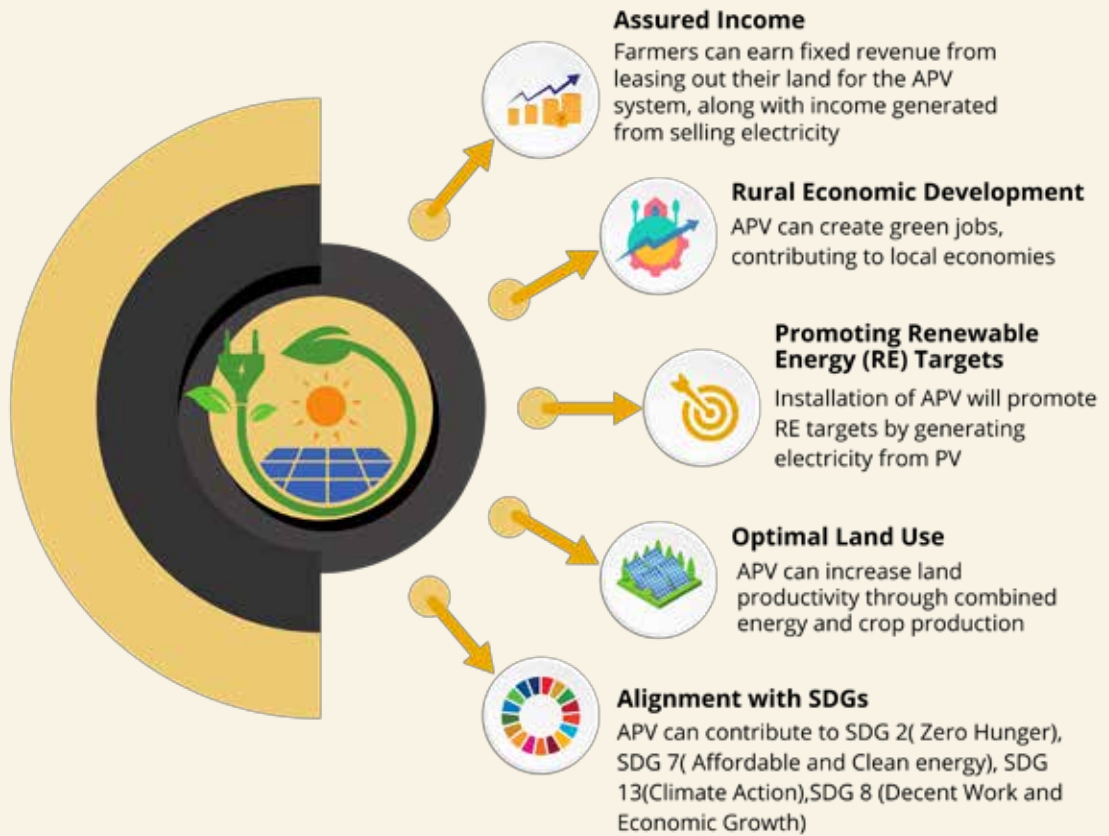 Assured Income
Farmers can earn fixed revenue from
leasing out their land for the APV
system, along with income generated
from selling electricity
Rural Economic Development
APV can create green jobs,
contributing to local economies
Promoting Renewable
Energy (RE) Targets
Installation of APV will promote
RE targets by generating
electricity from PV
Optimal Land Use
APV can increase land
productivity through combined
energy and crop production
Alignment with SDGs
APV can contribute to SDG 2( Zero Hunger),
SDG 7( Affordable and Clean energy), SDG
13(Climate Action),SDG 8 (Decent Work and
Economic Growth)